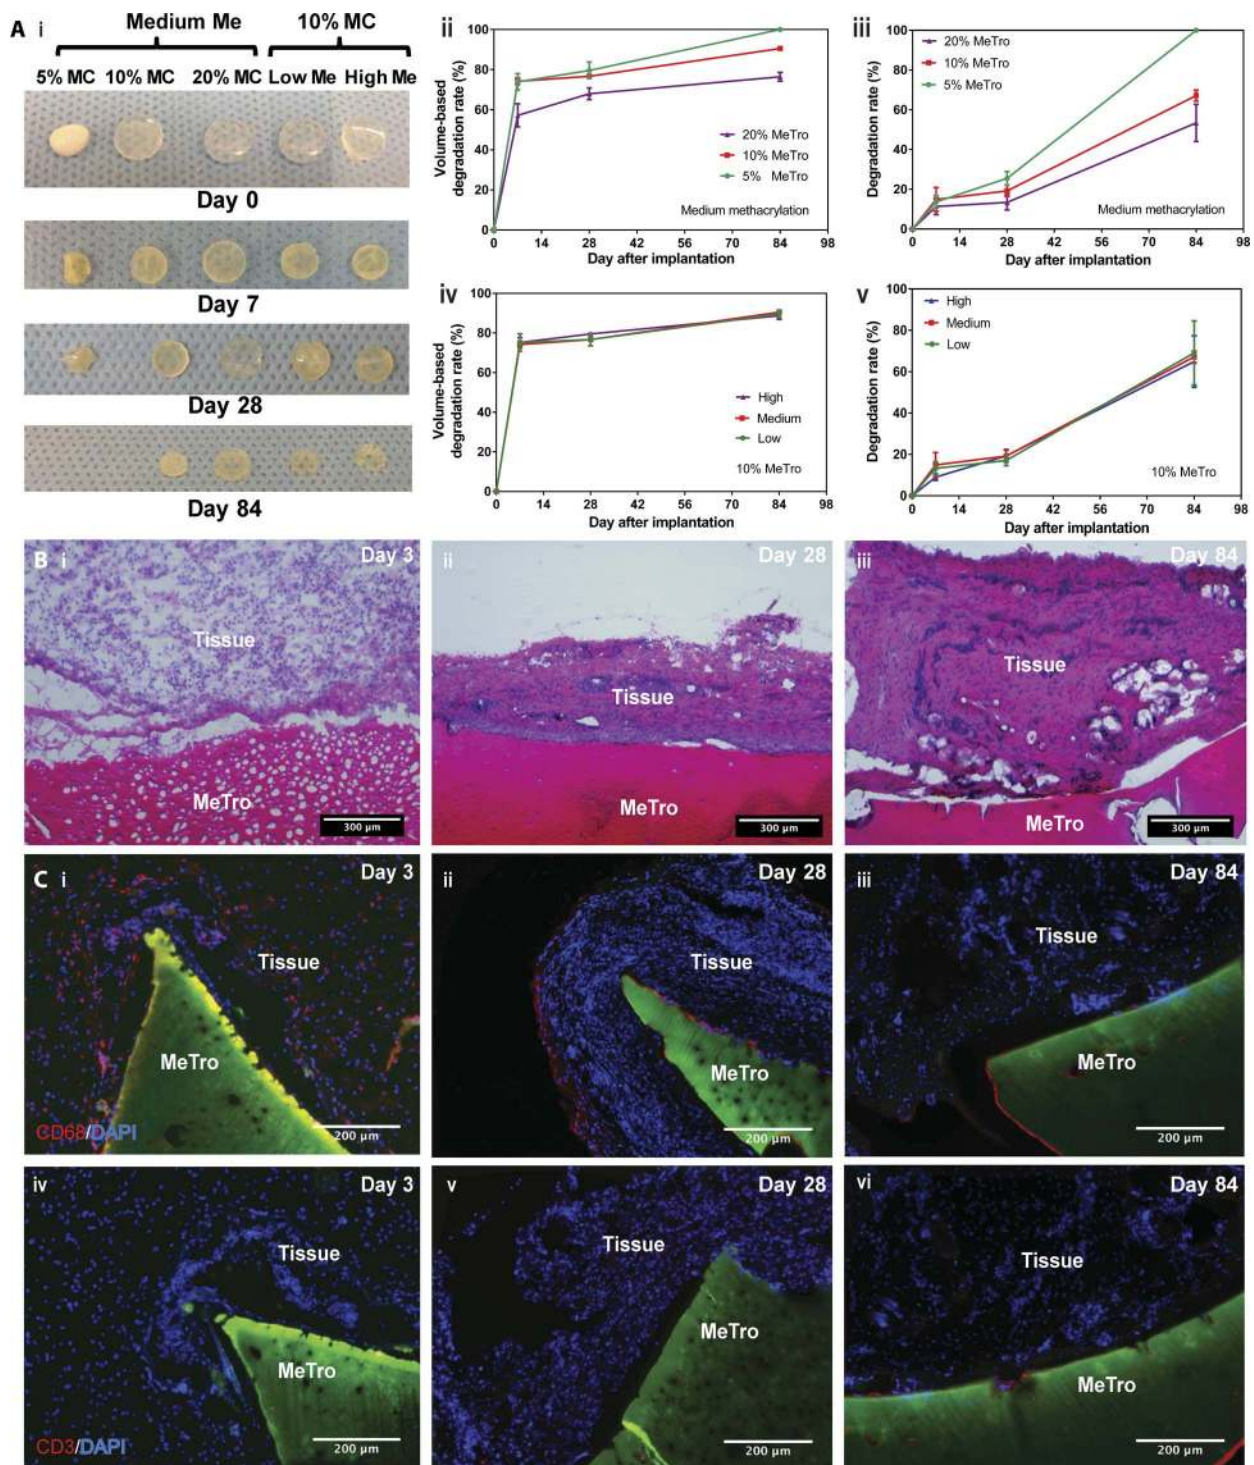 A i
Medium Me
10% MC
5% MC 10% MC 20% MC Low Me High Me
Day 0
Day 7
Day 28
Day 84
ii
Volume-based
degradation rate (%)
100
80
60
40
20
0
20% MeTro
10% MeTro
5% MeTro
Medium methacrylation
0 14 28 42 56 70 84 98
Day after implantation
iii
Degradation rate (%)
100
80
60
40
20
0
20% MeTro
10% MeTro
5% MeTro
Medium methacrylation
0 14 28 42 56 70 84 98
Day after implantation
iv
Volume-based
degradation rate (%)
100
80
60
40
20
0
High
Medium
Low
10% MeTro
0 14 28 42 56 70 84 98
Day after implantation
v
Degradation rate (%)
100
80
60
40
20
0
High
Medium
Low
10% MeTro
0 14 28 42 56 70 84 98
Day after implantation
B i
Day 3
Tissue
MeTro
300 µm
ii
Day 28
Tissue
MeTro
300 µm
iii
Day 84
Tissue
MeTro
300 µm
C i
Day 3
Tissue
MeTro
CD68/DAPI
200 µm
ii
Day 28
Tissue
MeTro
200 µm
iii
Day 84
Tissue
MeTro
200 µm
iv
Day 3
Tissue
MeTro
CD3/DAPI
200 µm
v
Day 28
Tissue
MeTro
200 µm
vi
Day 84
Tissue
MeTro
200 µm